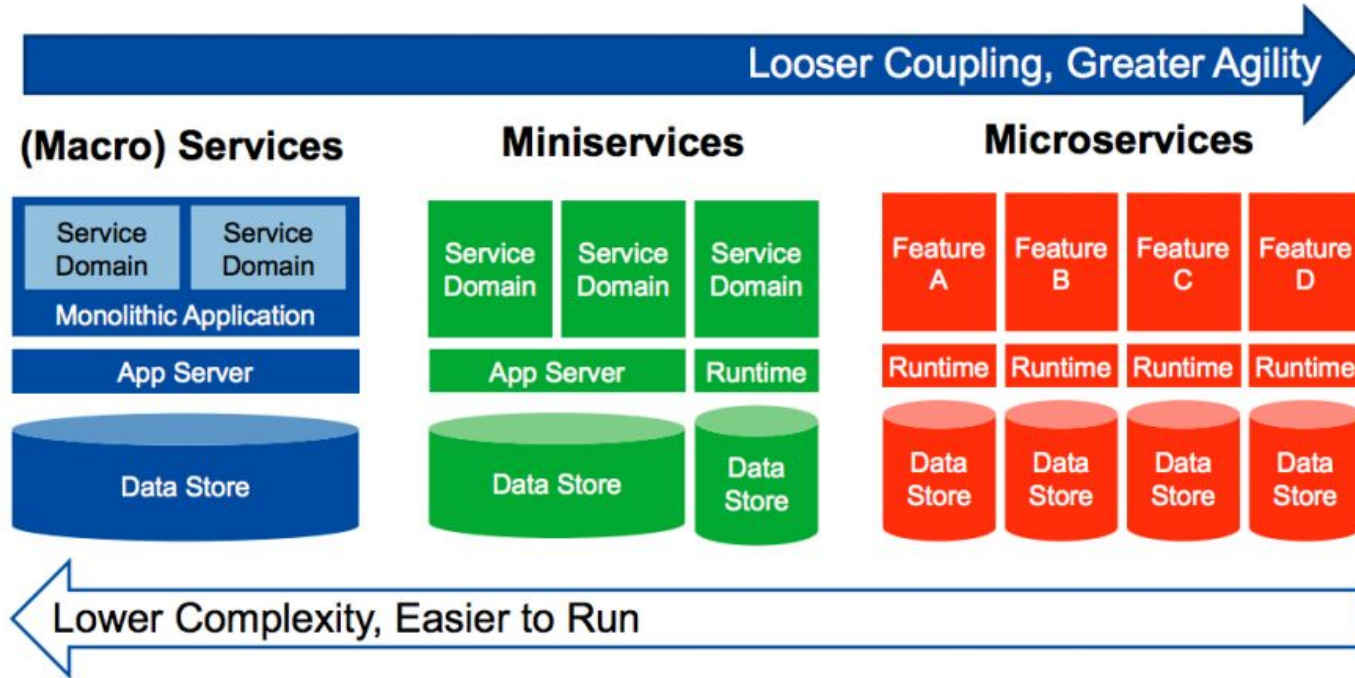 Looser Coupling, Greater Agility
(Macro) Services
Miniservices
Microservices
Service
Domain
Service
Domain
Monolithic Application
App Server
Data Store
Service
Domain
Service
Domain
Service
Domain
App Server
Runtime
Data Store
Data
Store
Feature
A
Feature
B
Feature
C
Feature
D
Runtime
Runtime
Runtime
Runtime
Data
Store
Data
Store
Data
Store
Data
Store
Lower Complexity, Easier to Run